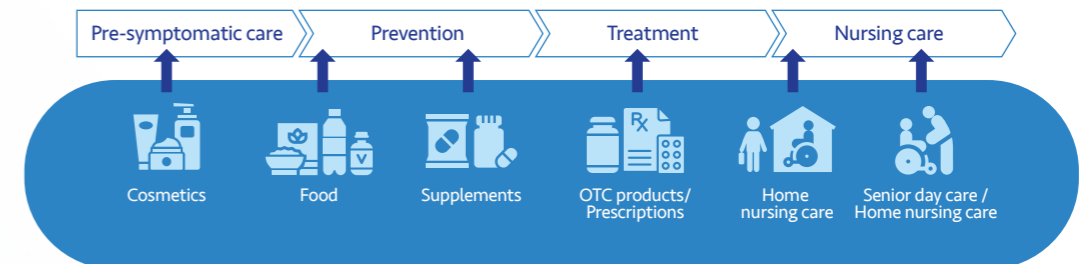 Pre-symptomatic care
Prevention
Treatment
Nursing care
Cosmetics
Food
V
Supplements
Rx
OTC products/
Prescriptions
Home
nursing care
Senior day care /
Home nursing care